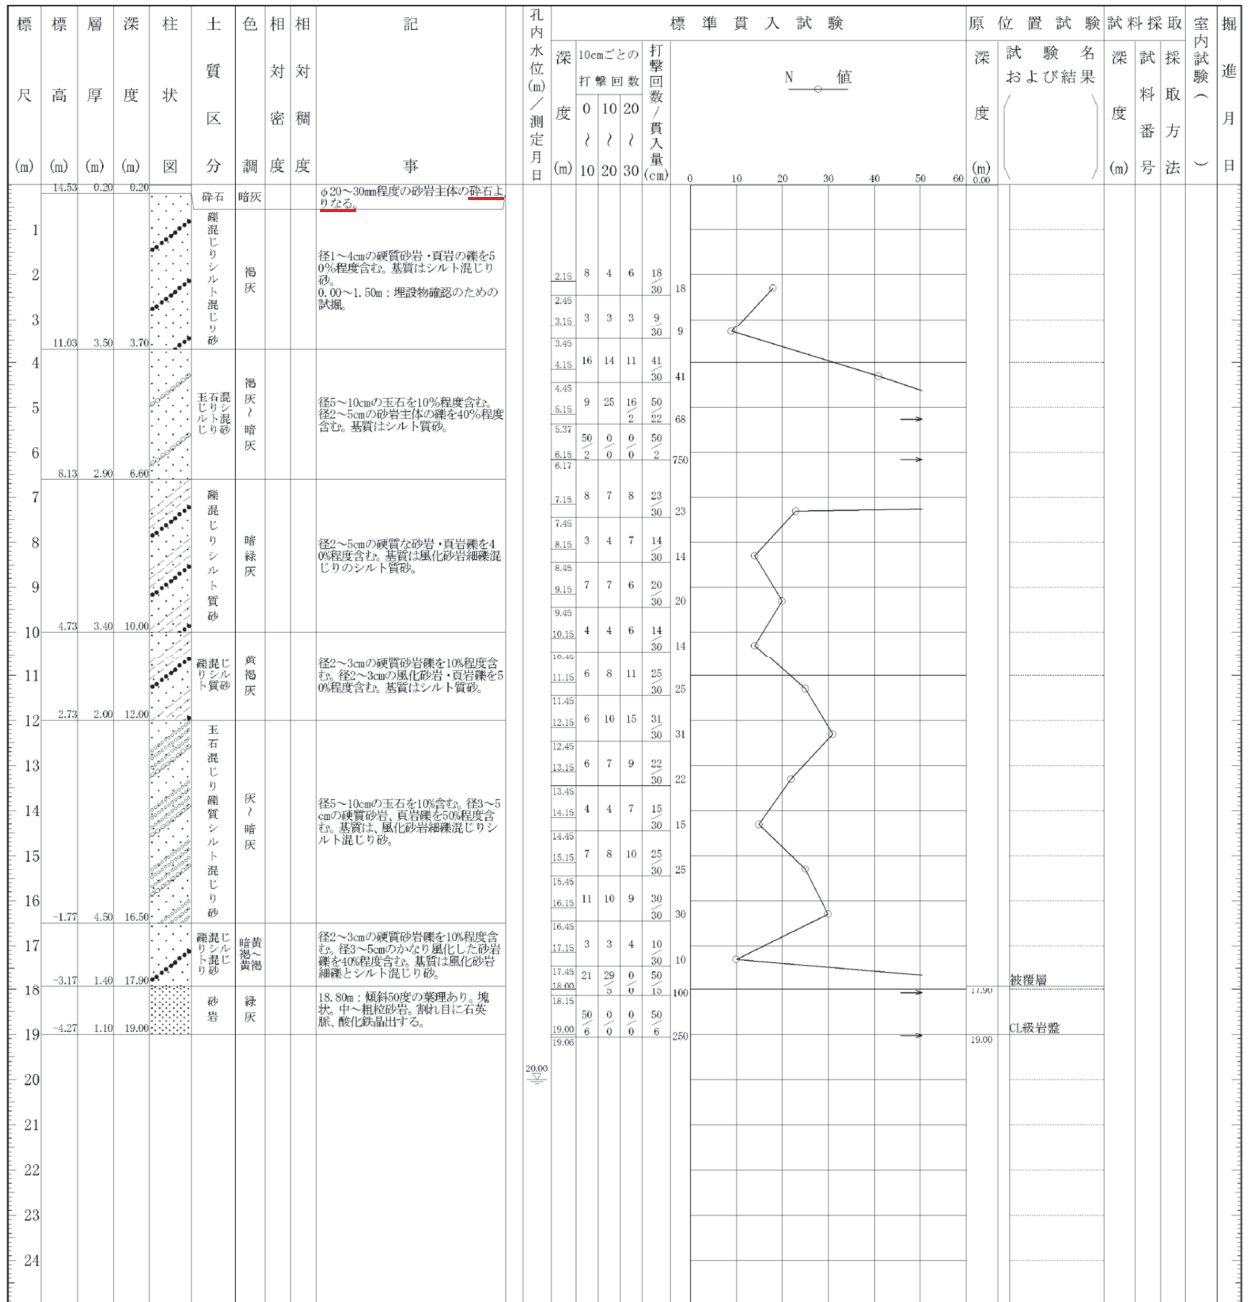 標尺(m)
標高(m)
層厚(m)
深度(m)
柱状図
土質区分
色調
相対密度
相対稠度
記事
孔内水位(m)／測定月日
標準貫入試験
深度(m)
10cmごとの
打撃回数
0～10
10～20
20～30
打撃回数／貫入量(cm)
N 値
0 10 20 30 40 50 60
原位置試験
深度(m)
試験名
および結果
試料採取
深度(m)
試料番号
採取方法
室内試験( )
掘進月日
14.53 0.20 0.20
砕石
暗灰
φ20～30mm程度の砂岩主体の砕石よ
りなる。
0.00
1
2
3
4
5
6
7
8
9
10
11
12
13
14
15
16
17
18
19
20
21
22
23
24
11.03 3.50 3.70
礫混じりシルト混じり砂
褐灰
径1～4cmの硬質砂岩・頁岩の礫を5
0％程度含む。基質はシルト混じり
砂。
0.00～1.50m：埋設物確認のための
試掘。
8.13 2.90 6.60
玉石混じりシルト混じり砂
褐灰～暗灰
径5～10cmの玉石を10％程度含む。
径2～5cmの砂岩主体の礫を40％程度
含む。基質はシルト質砂。
4.73 3.40 10.00
礫混じりシルト質砂
暗緑灰
径2～5cmの硬質な砂岩・頁岩礫を4
0％程度含む。基質は風化砂岩細礫混
じりのシルト質砂。
2.73 2.00 12.00
礫混じりシルト質砂
黄褐灰
径2～3cmの硬質砂岩礫を10％程度含
む。径2～3cmの風化砂岩・頁岩礫を5
0％程度含む。基質はシルト質砂。
-1.77 4.50 16.50
玉石混じり礫質シルト混じり砂
灰～暗灰
径5～10cmの玉石を10％含む。径3～5
cmの硬質砂岩、頁岩礫を50％程度含
む。基質は、風化砂岩細礫混じりシ
ルト混じり砂。
-3.17 1.40 17.90
礫混じりシルト混じり砂
暗黄褐～黄褐
径2～3cmの硬質砂岩礫を10％程度含
む。径3～5cmのかなり風化した砂岩
礫を40％程度含む。基質は風化砂岩
細礫とシルト混じり砂。
-4.27 1.10 19.00
砂岩
緑灰
18.80m：傾斜50度の葉理あり。塊
状。中～粗粒砂岩。割れ目に石英
脈、酸化鉄晶出する。
20.00
2.15 8 4 6 18/30 18
2.45
3.15 3 3 3 9/30 9
3.45
4.15 16 14 11 41/30 41
4.45
5.15 9 25 16/2 50/22 68
5.37
6.15 50/2 0/0 0/0 50/2 750
6.17
7.15 8 7 8 23/30 23
7.45
8.15 3 4 7 14/30 14
8.45
9.15 7 7 6 20/30 20
9.45
10.15 4 4 6 14/30 14
10.45
11.15 6 8 11 25/30 25
11.45
12.15 6 10 15 31/30 31
12.45
13.15 6 7 9 22/30 22
13.45
14.15 4 4 7 15/30 15
14.45
15.15 7 8 10 25/30 25
15.45
16.15 11 10 9 30/30 30
16.45
17.15 3 3 4 10/30 10
17.45
18.00 21 29/5 0/0 50/15 100
18.15
19.00 50/6 0/0 0/0 50/6 250
19.06
被覆層
17.90
CL級岩盤
19.00